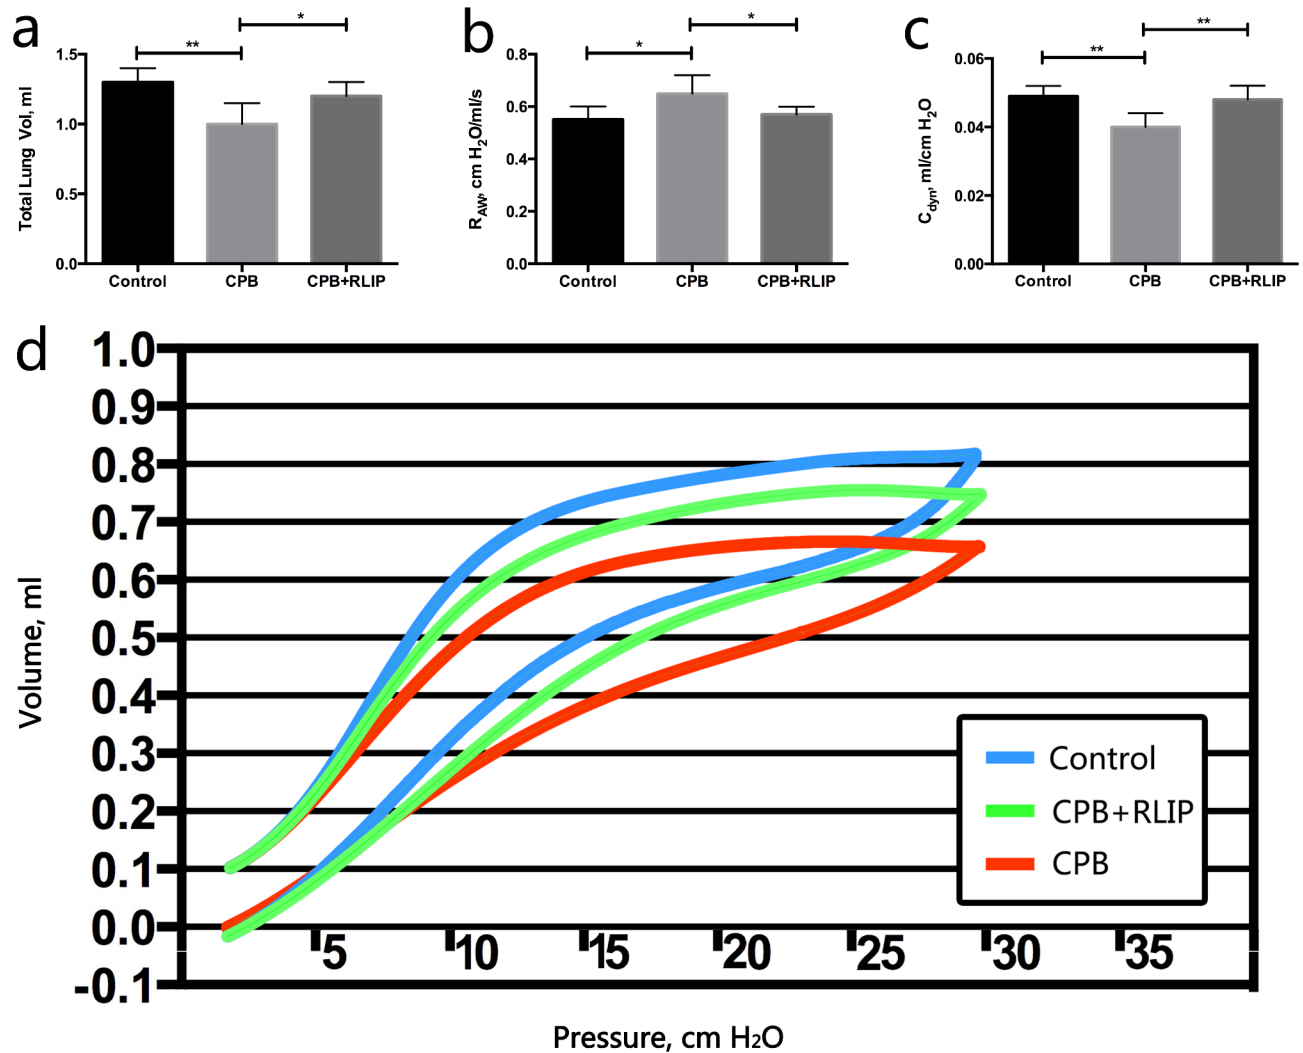 a
**
*
Total Lung Vol, ml
1.5
1.0
0.5
0.0
Control
CPB
CPB+RLIP
b
*
*
R_AW, cm H₂O/ml/s
0.8
0.6
0.4
0.2
0.0
Control
CPB
CPB+RLIP
c
**
**
C_dyn, ml/cm H₂O
0.06
0.04
0.02
0.00
Control
CPB
CPB+RLIP
d
Volume, ml
1.0
0.9
0.8
0.7
0.6
0.5
0.4
0.3
0.2
0.1
0.0
-0.1
5
10
15
20
25
30
35
Control
CPB+RLIP
CPB
Pressure, cm H₂O